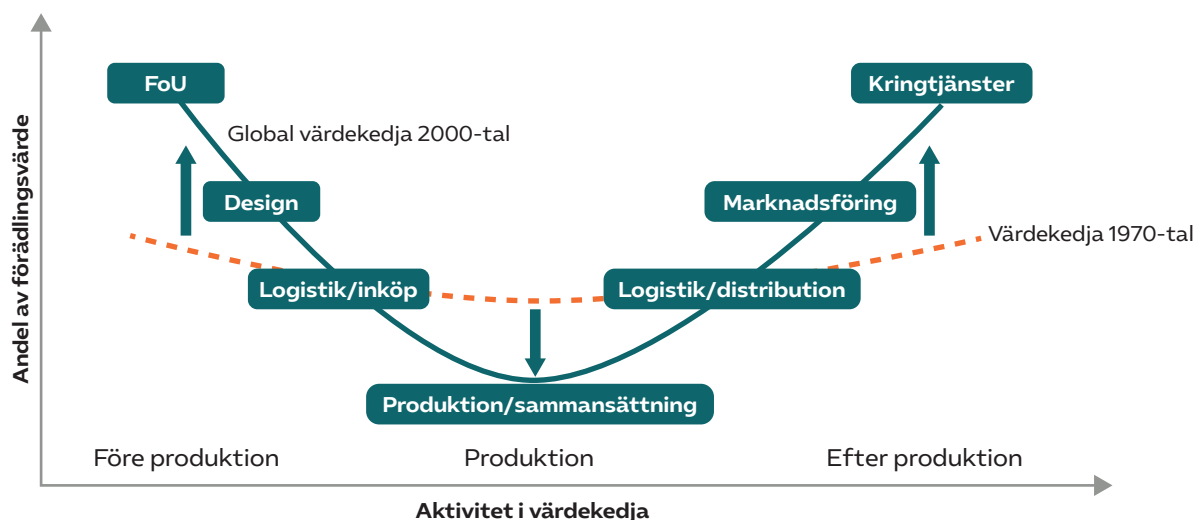 Andel av förädlingsvärde
FoU
Kringtjänster
Global värdekedja 2000-tal
Design
Marknadsföring
Värdekedja 1970-tal
Logistik/inköp
Logistik/distribution
Produktion/sammansättning
Före produktion
Produktion
Efter produktion
Aktivitet i värdekedja